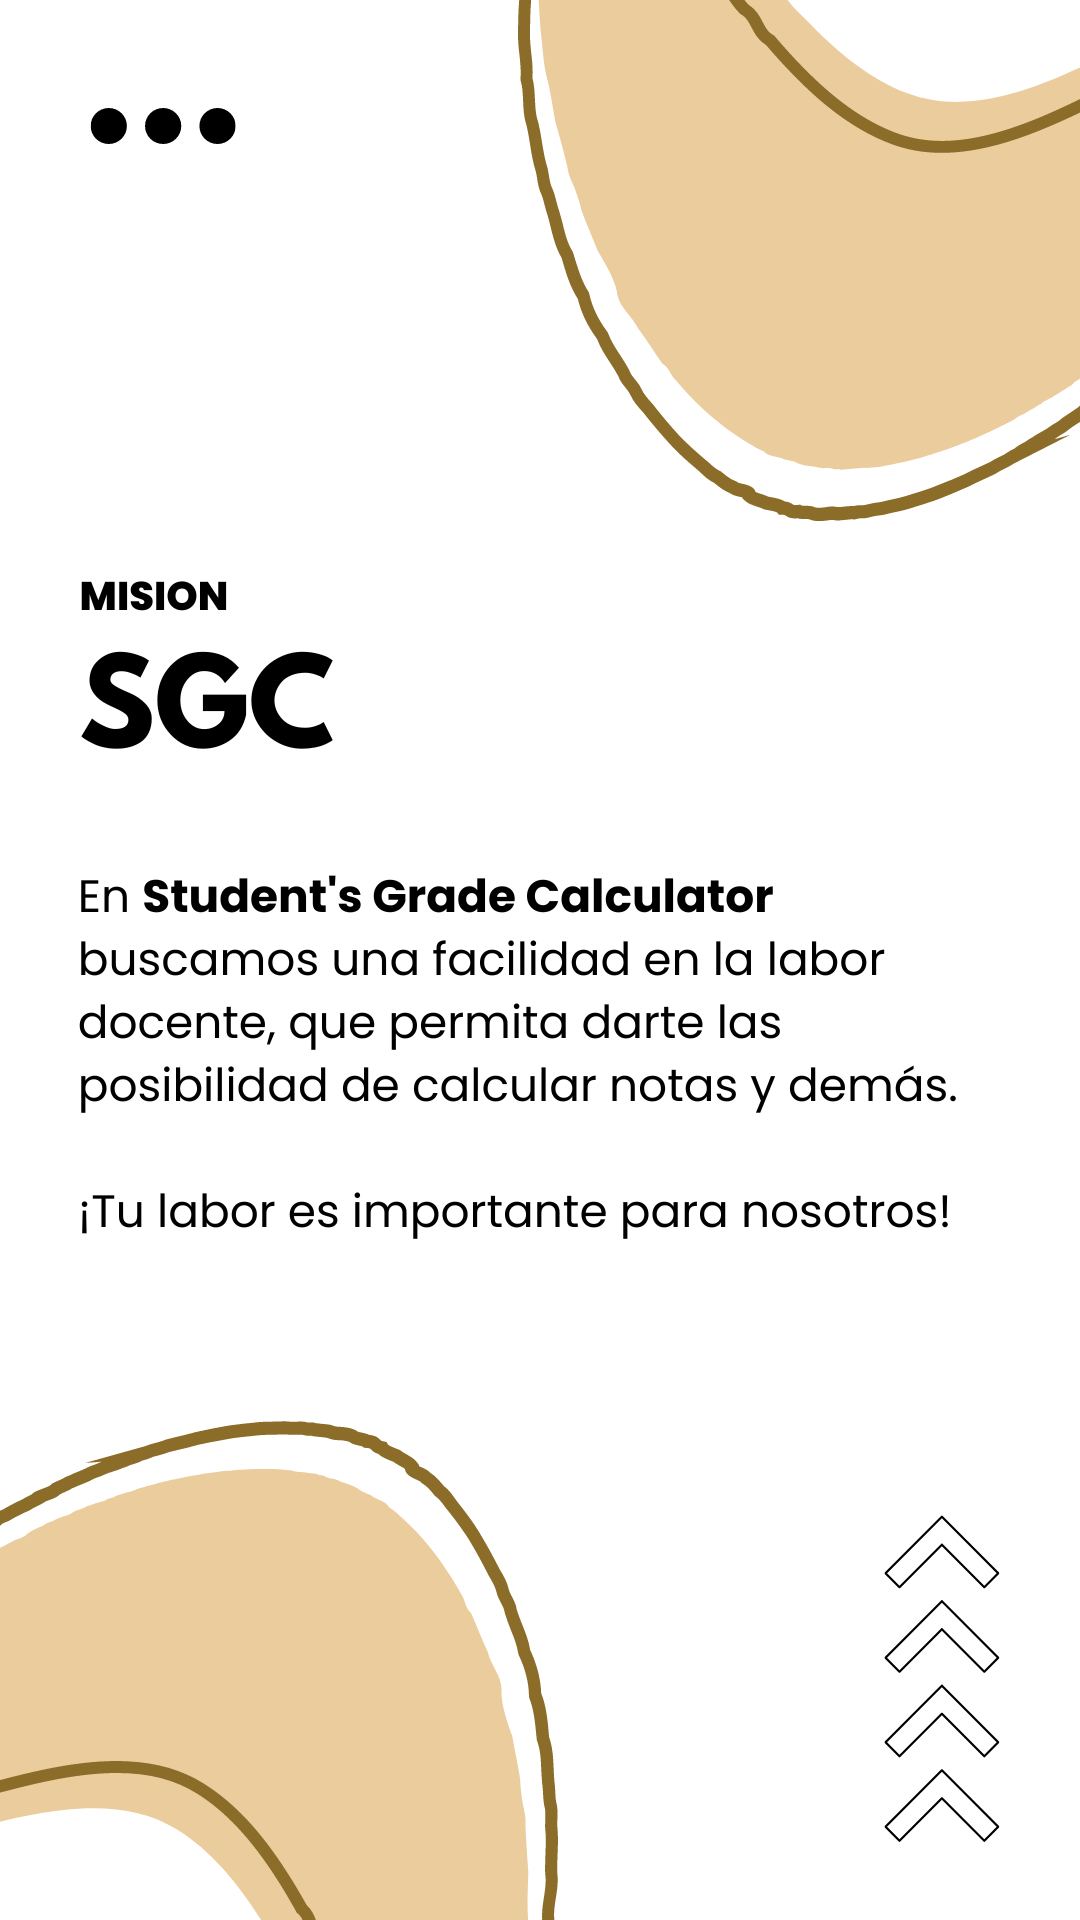 MISION
SGC
En Student's Grade Calculator
buscamos una facilidad en la labor
docente, que permita darte las
posibilidad de calcular notas y demás.
¡Tu labor es importante para nosotros!